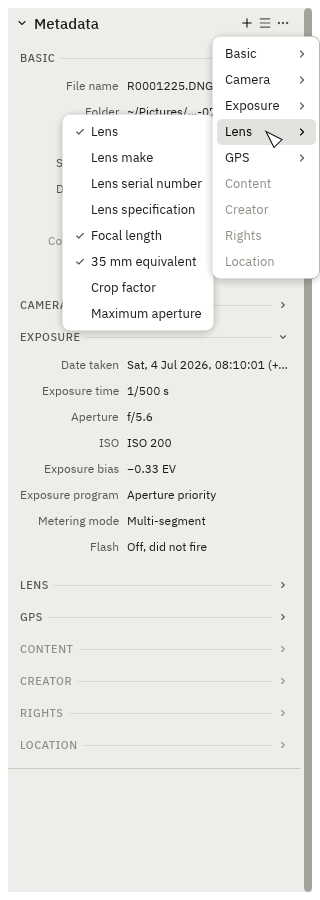 Metadata
BASIC
File name R0001225.DNG
Folder ~/Pictures/…-07
Basic
Camera
Exposure
Lens
GPS
Content
Creator
Rights
Location
Lens
Lens make
Lens serial number
Lens specification
Focal length
35 mm equivalent
Crop factor
Maximum aperture
EXPOSURE
Date taken Sat, 4 Jul 2026, 08:10:01 (+…
Exposure time 1/500 s
Aperture f/5.6
ISO ISO 200
Exposure bias −0.33 EV
Exposure program Aperture priority
Metering mode Multi-segment
Flash Off, did not fire
LENS
GPS
CONTENT
CREATOR
RIGHTS
LOCATION